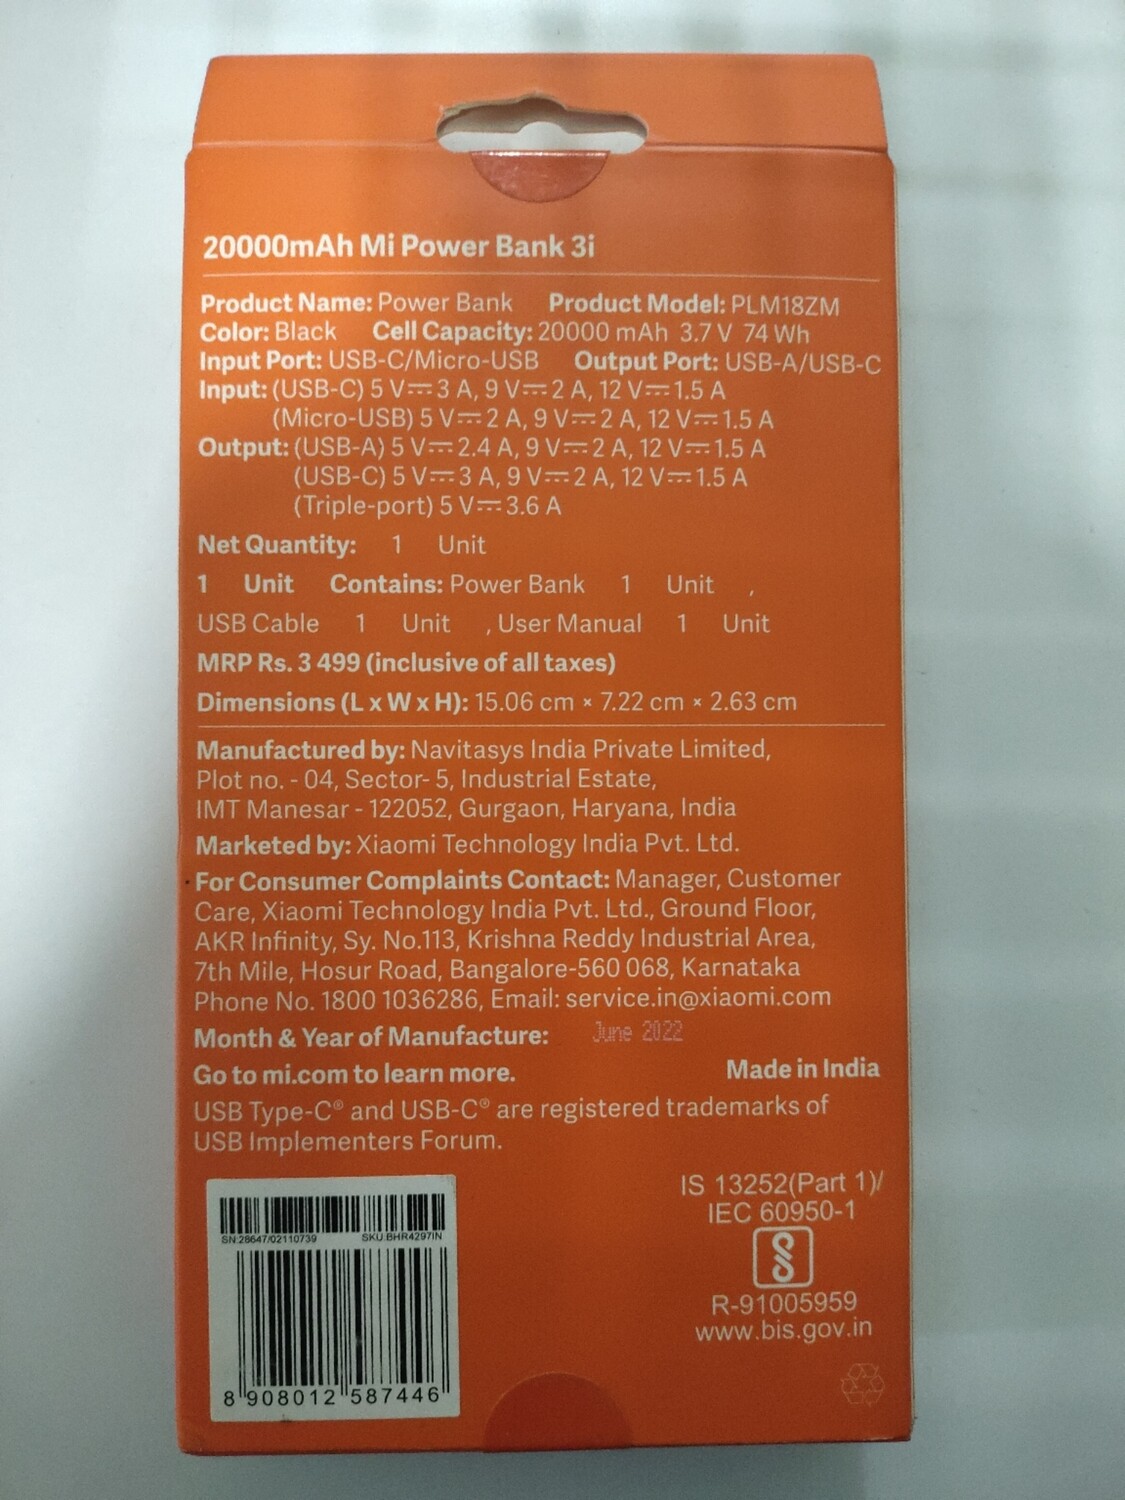 20000mAh Mi Power Bank 3i
Product Name: Power Bank Product Model: PLM18ZM
Color: Black Cell Capacity: 20000 mAh 3.7 V 74 Wh
Input Port: USB-C/Micro-USB Output Port: USB-A/USB-C
Input: (USB-C) 5 V⎓3 A, 9 V⎓2 A, 12 V⎓1.5 A
(Micro-USB) 5 V⎓2 A, 9 V⎓2 A, 12 V⎓1.5 A
Output: (USB-A) 5 V⎓2.4 A, 9 V⎓2 A, 12 V⎓1.5 A
(USB-C) 5 V⎓3 A, 9 V⎓2 A, 12 V⎓1.5 A
(Triple-port) 5 V⎓3.6 A
Net Quantity: 1 Unit
1 Unit Contains: Power Bank 1 Unit ,
USB Cable 1 Unit , User Manual 1 Unit
MRP Rs. 3 499 (inclusive of all taxes)
Dimensions (L x W x H): 15.06 cm × 7.22 cm × 2.63 cm
Manufactured by: Navitasys India Private Limited,
Plot no. - 04, Sector- 5, Industrial Estate,
IMT Manesar - 122052, Gurgaon, Haryana, India
Marketed by: Xiaomi Technology India Pvt. Ltd.
For Consumer Complaints Contact: Manager, Customer
Care, Xiaomi Technology India Pvt. Ltd., Ground Floor,
AKR Infinity, Sy. No.113, Krishna Reddy Industrial Area,
7th Mile, Hosur Road, Bangalore-560 068, Karnataka
Phone No. 1800 1036286, Email: service.in@xiaomi.com
Month & Year of Manufacture: June 2022
Go to mi.com to learn more. Made in India
USB Type-C® and USB-C® are registered trademarks of
USB Implementers Forum.
SN:28647/02110739 SKU:BHR4297IN
8 908012 587446
IS 13252(Part 1)/
IEC 60950-1
R-91005959
www.bis.gov.in